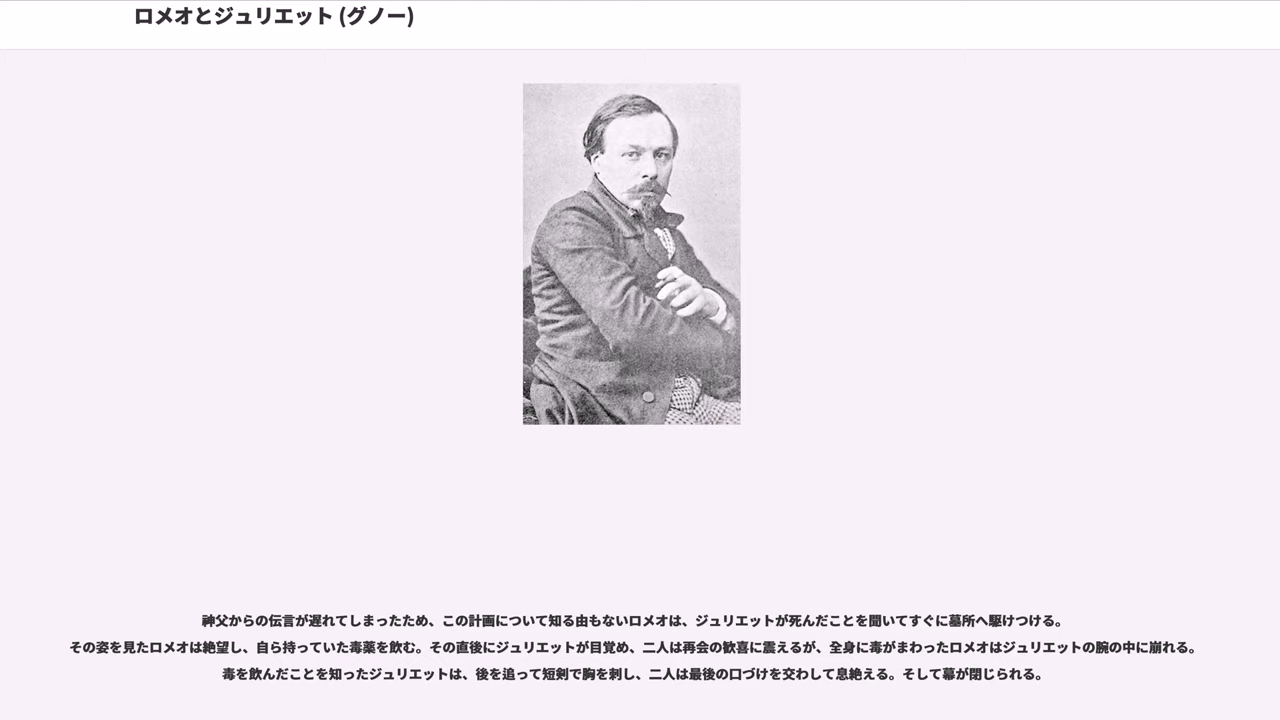 ロメオとジュリエット (グノー)
神父からの伝言が遅れてしまったため、この計画について知る由もないロメオは、ジュリエットが死んだことを聞いてすぐに墓所へ駆けつける。
その姿を見たロメオは絶望し、自ら持っていた毒薬を飲む。その直後にジュリエットが目覚め、二人は再会の歓喜に震えるが、全身に毒がまわったロメオはジュリエットの腕の中に崩れる。
毒を飲んだことを知ったジュリエットは、後を追って短剣で胸を刺し、二人は最後の口づけを交わして息絶える。そして幕が閉じられる。